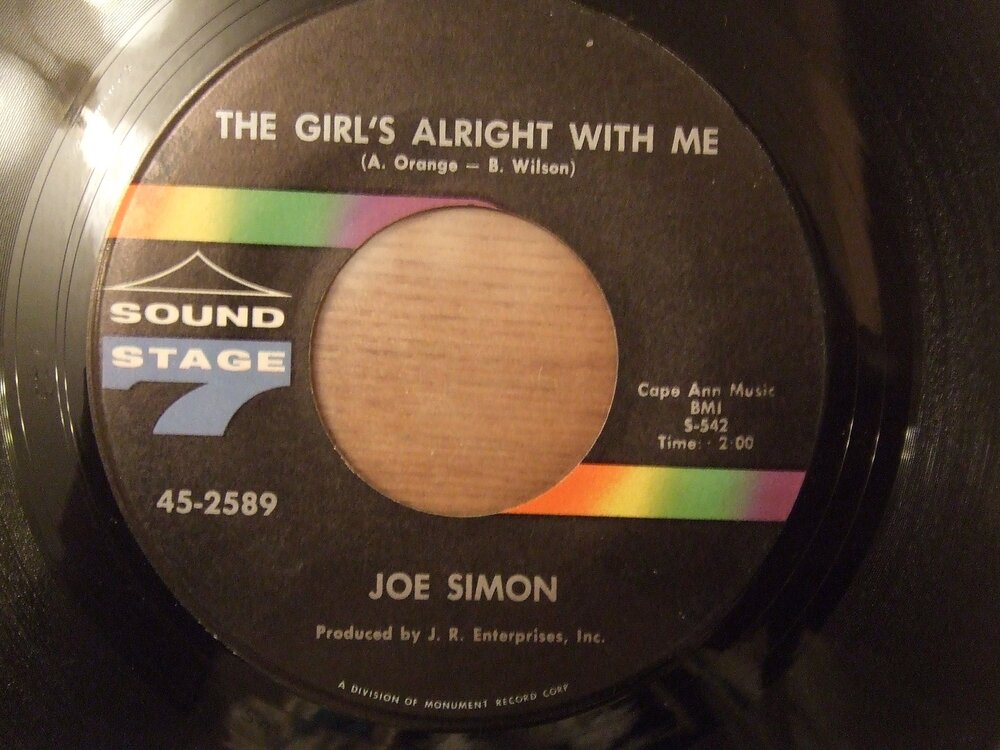 THE GIRL'S ALRIGHT WITH ME
(A. Orange — B. Wilson)
SOUND
STAGE
7
Cape Ann Music
BMI
S-542
Time: 2:00
45-2589
JOE SIMON
Produced by J. R. Enterprises, Inc.
A DIVISION OF MONUMENT RECORD CORP